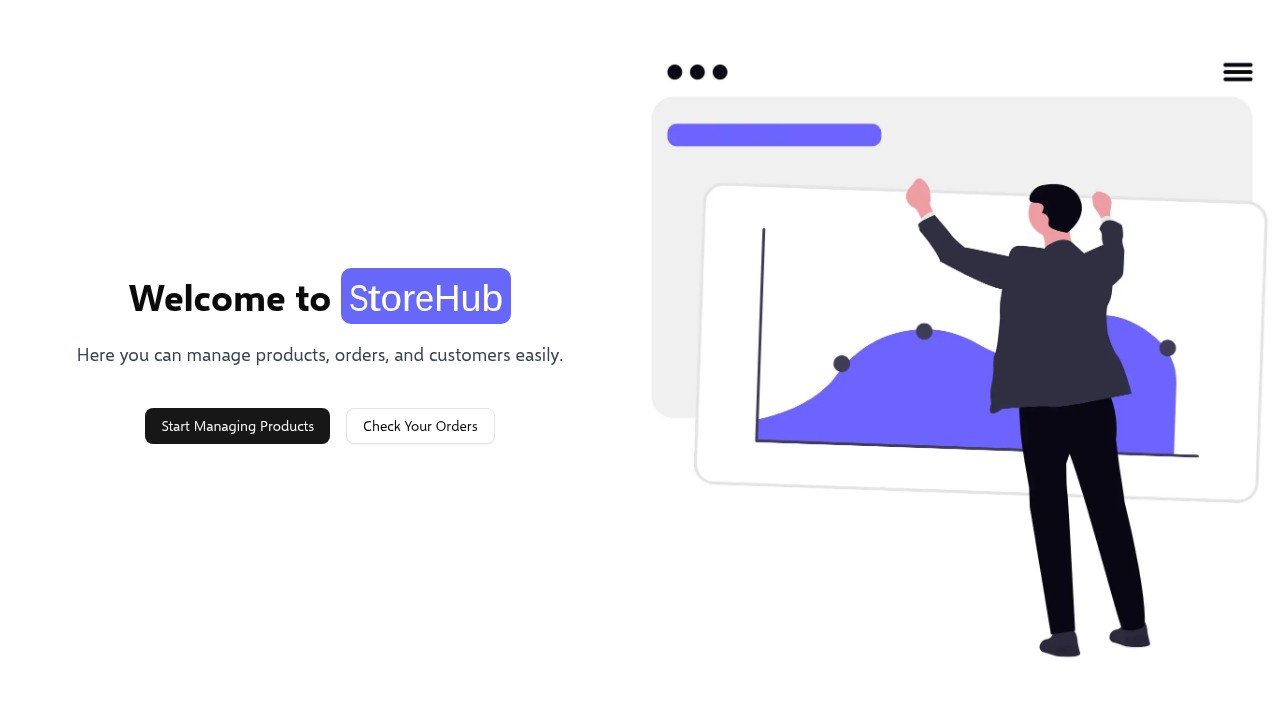 Welcome to StoreHub
Here you can manage products, orders, and customers easily.
Start Managing Products
Check Your Orders